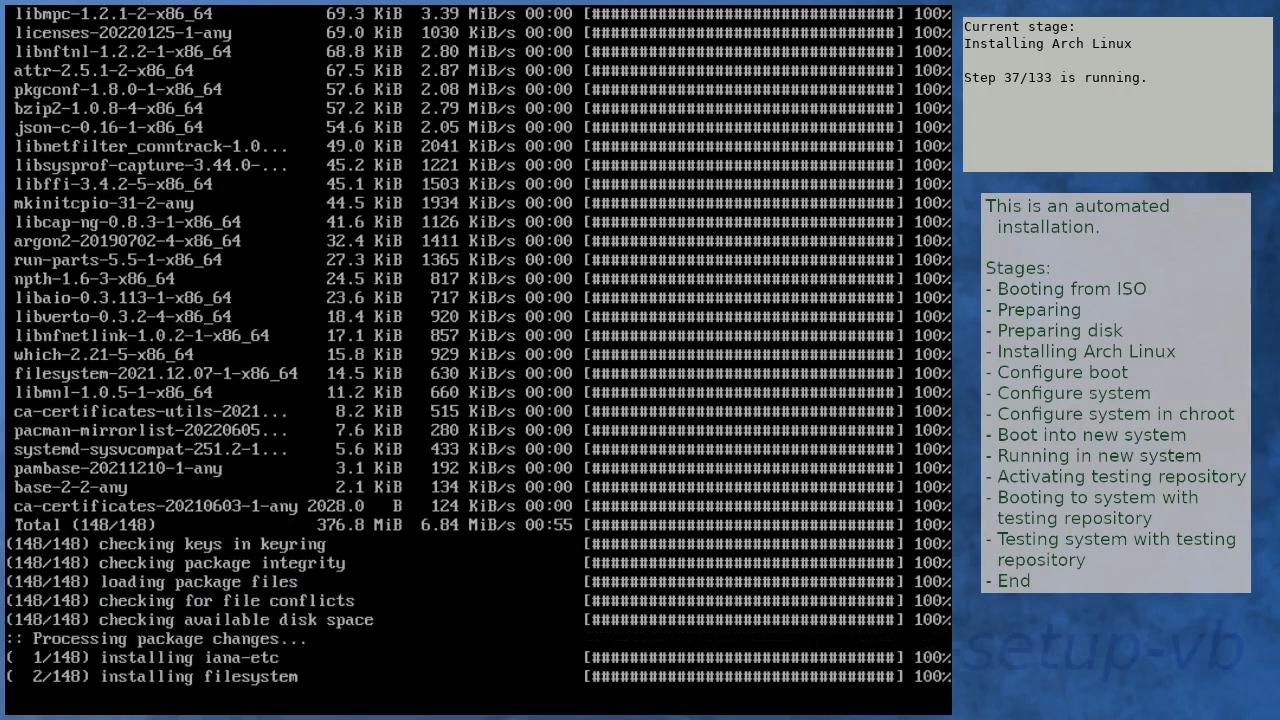 libmpc-1.2.1-2-x86_64 69.3 KiB 3.39 MiB/s 00:00 [################################] 100%
licenses-20220125-1-any 69.0 KiB 1030 KiB/s 00:00 [################################] 100%
libnftnl-1.2.2-1-x86_64 68.8 KiB 2.80 MiB/s 00:00 [################################] 100%
attr-2.5.1-2-x86_64 67.5 KiB 2.87 MiB/s 00:00 [################################] 100%
pkgconf-1.8.0-1-x86_64 57.6 KiB 2.08 MiB/s 00:00 [################################] 100%
bzip2-1.0.8-4-x86_64 57.2 KiB 2.79 MiB/s 00:00 [################################] 100%
json-c-0.16-1-x86_64 54.6 KiB 2.05 MiB/s 00:00 [################################] 100%
libnetfilter_conntrack-1.0... 49.0 KiB 2041 KiB/s 00:00 [################################] 100%
libsysprof-capture-3.44.0-... 45.2 KiB 1221 KiB/s 00:00 [################################] 100%
libffi-3.4.2-5-x86_64 45.1 KiB 1503 KiB/s 00:00 [################################] 100%
mkinitcpio-31-2-any 44.5 KiB 1934 KiB/s 00:00 [################################] 100%
libcap-ng-0.8.3-1-x86_64 41.6 KiB 1126 KiB/s 00:00 [################################] 100%
argon2-20190702-4-x86_64 32.4 KiB 1411 KiB/s 00:00 [################################] 100%
run-parts-5.5-1-x86_64 27.3 KiB 1365 KiB/s 00:00 [################################] 100%
npth-1.6-3-x86_64 24.5 KiB 817 KiB/s 00:00 [################################] 100%
libaio-0.3.113-1-x86_64 23.6 KiB 717 KiB/s 00:00 [################################] 100%
libverto-0.3.2-4-x86_64 18.4 KiB 920 KiB/s 00:00 [################################] 100%
libnfnetlink-1.0.2-1-x86_64 17.1 KiB 857 KiB/s 00:00 [################################] 100%
which-2.21-5-x86_64 15.8 KiB 929 KiB/s 00:00 [################################] 100%
filesystem-2021.12.07-1-x86_64 14.5 KiB 630 KiB/s 00:00 [################################] 100%
libmnl-1.0.5-1-x86_64 11.2 KiB 660 KiB/s 00:00 [################################] 100%
ca-certificates-utils-2021... 8.2 KiB 515 KiB/s 00:00 [################################] 100%
pacman-mirrorlist-20220605... 7.6 KiB 280 KiB/s 00:00 [################################] 100%
systemd-sysvcompat-251.2-1... 5.6 KiB 433 KiB/s 00:00 [################################] 100%
pambase-20211210-1-any 3.1 KiB 192 KiB/s 00:00 [################################] 100%
base-2-2-any 2.1 KiB 134 KiB/s 00:00 [################################] 100%
ca-certificates-20210603-1-any 2028.0 B 124 KiB/s 00:00 [################################] 100%
Total (148/148) 376.8 MiB 6.84 MiB/s 00:55 [################################] 100%
(148/148) checking keys in keyring [################################] 100%
(148/148) checking package integrity [################################] 100%
(148/148) loading package files [################################] 100%
(148/148) checking for file conflicts [################################] 100%
(148/148) checking available disk space [################################] 100%
:: Processing package changes...
( 1/148) installing iana-etc [################################] 100%
( 2/148) installing filesystem [################################] 100%
Current stage:
Installing Arch Linux
Step 37/133 is running.
This is an automated
installation.
Stages:
- Booting from ISO
- Preparing
- Preparing disk
- Installing Arch Linux
- Configure boot
- Configure system
- Configure system in chroot
- Boot into new system
- Running in new system
- Activating testing repository
- Booting to system with
testing repository
- Testing system with testing
repository
- End
setup-vb